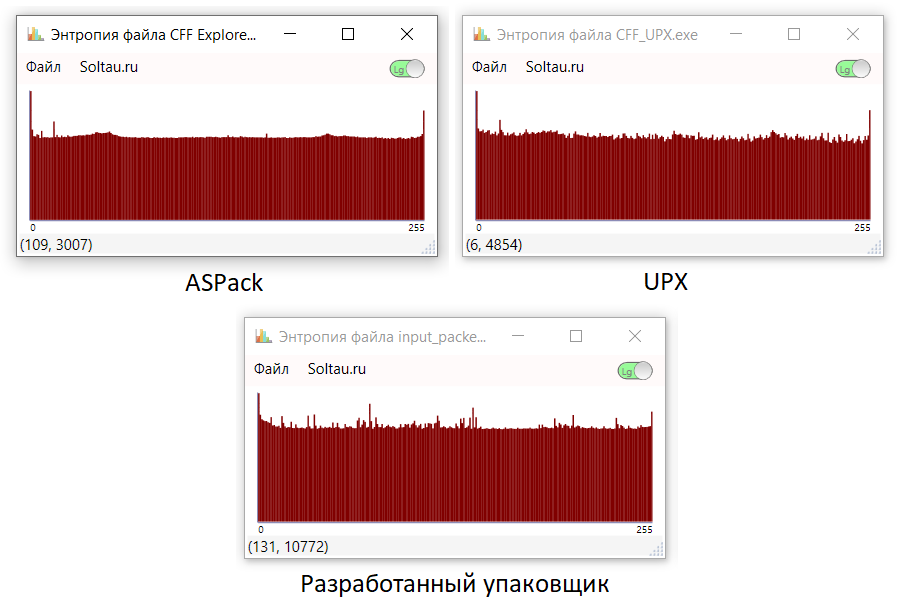 Энтропия файла CFF Explore...
Файл Soltau.ru
Lg
0 255
(109, 3007)
ASPack
Энтропия файла CFF_UPX.exe
Файл Soltau.ru
Lg
0 255
(6, 4854)
UPX
Энтропия файла input_packe...
Файл Soltau.ru
Lg
0 255
(131, 10772)
Разработанный упаковщик